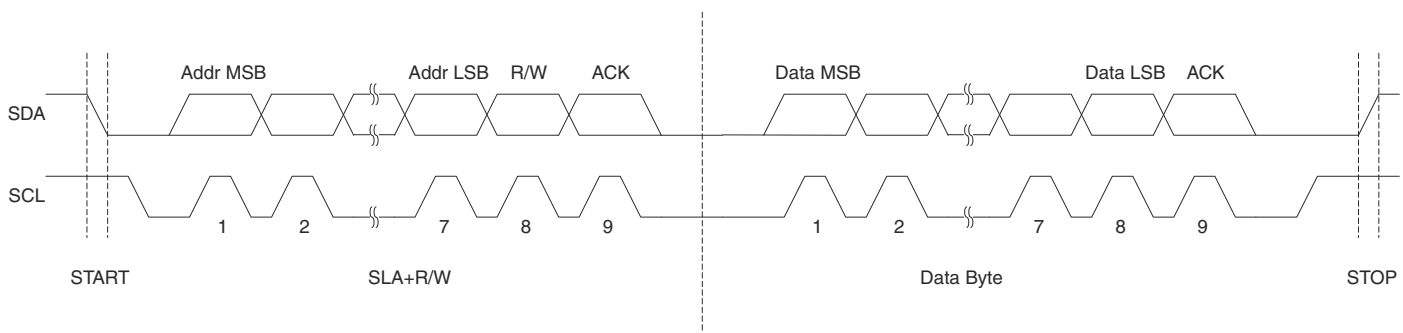 Addr MSB Addr LSB R/W ACK Data MSB Data LSB ACK
SDA
SCL
1 2 7 8 9 1 2 7 8 9
START SLA+R/W Data Byte STOP